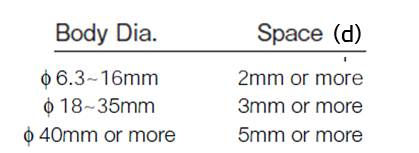 Body Dia. Space (d)
ϕ 6.3~16mm 2mm or more
ϕ 18~35mm 3mm or more
ϕ 40mm or more 5mm or more